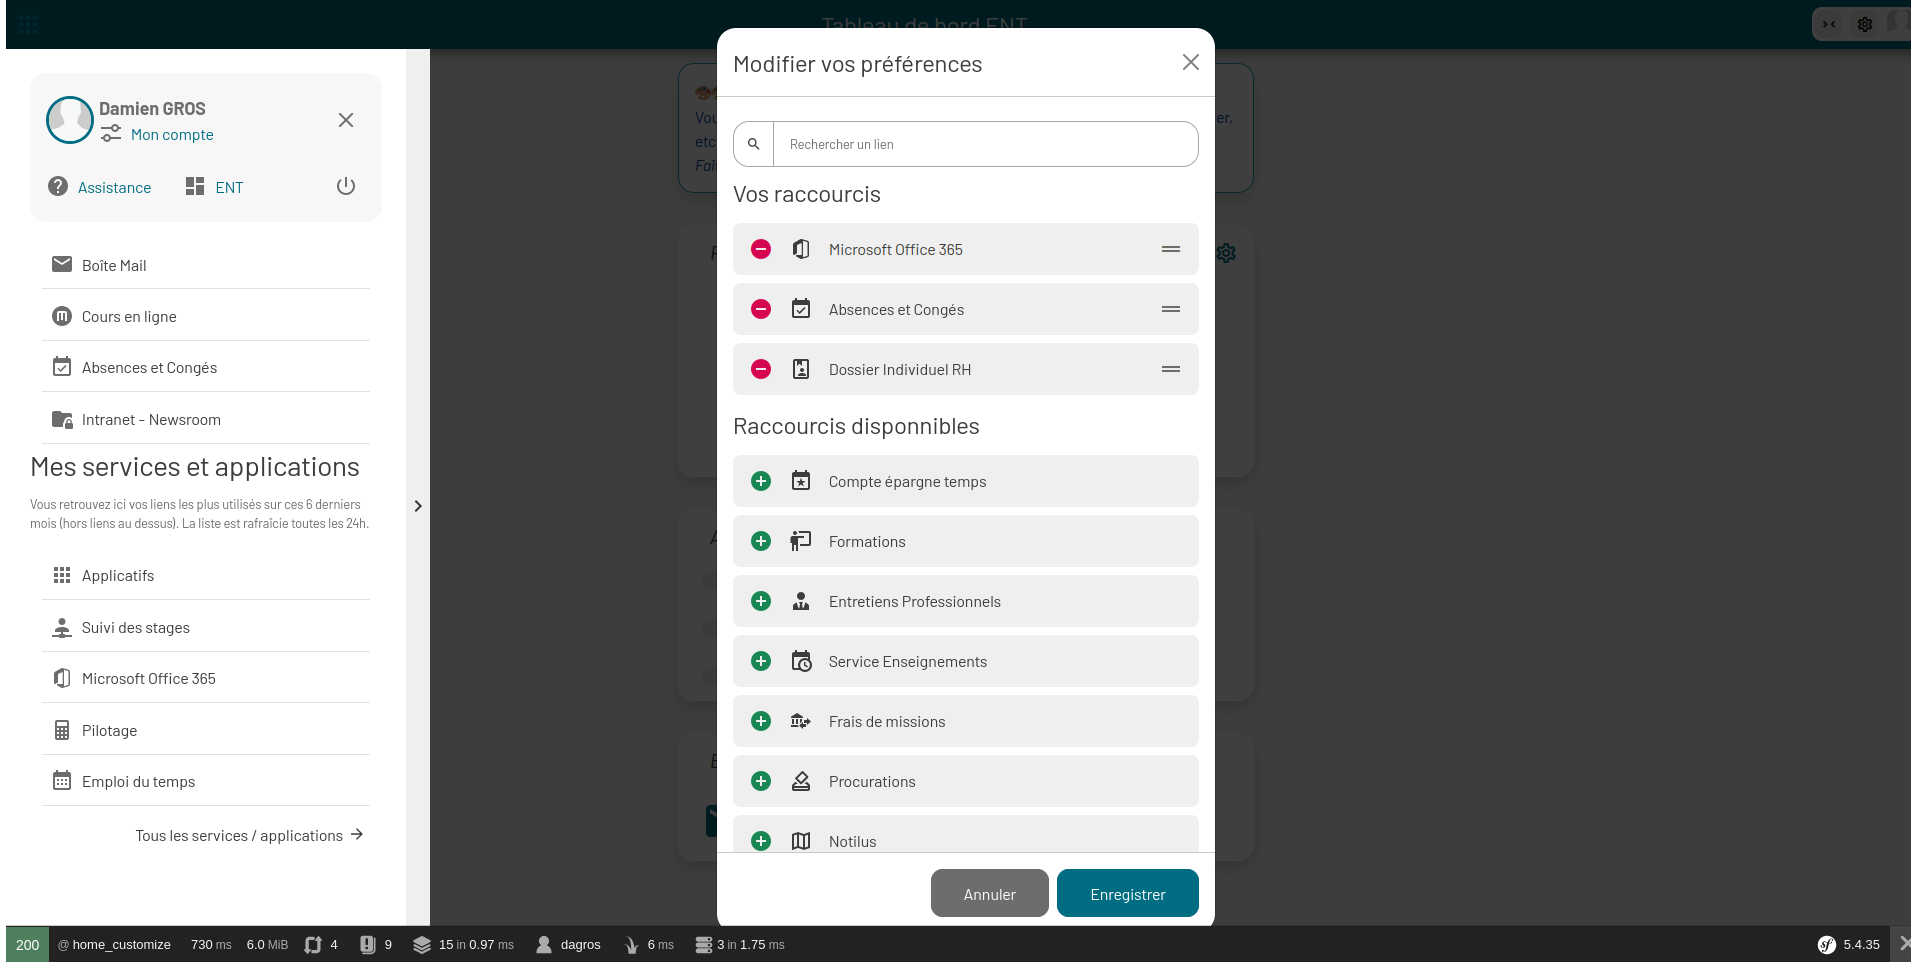 Tableau de bord ENT
Damien GROS
Mon compte
Assistance
ENT
Boîte Mail
Cours en ligne
Absences et Congés
Intranet - Newsroom
Mes services et applications
Vous retrouvez ici vos liens les plus utilisés sur ces 6 derniers
mois (hors liens au dessus). La liste est rafraîcie toutes les 24h.
Applicatifs
Suivi des stages
Microsoft Office 365
Pilotage
Emploi du temps
Tous les services / applications
Modifier vos préférences
Rechercher un lien
Vos raccourcis
Microsoft Office 365
Absences et Congés
Dossier Individuel RH
Raccourcis disponnibles
Compte épargne temps
Formations
Entretiens Professionnels
Service Enseignements
Frais de missions
Procurations
Notilus
Annuler
Enregistrer
200 @ home_customize 730 ms 6.0 MiB 4 9 15 in 0.97 ms dagros 6 ms 3 in 1.75 ms sf 5.4.35